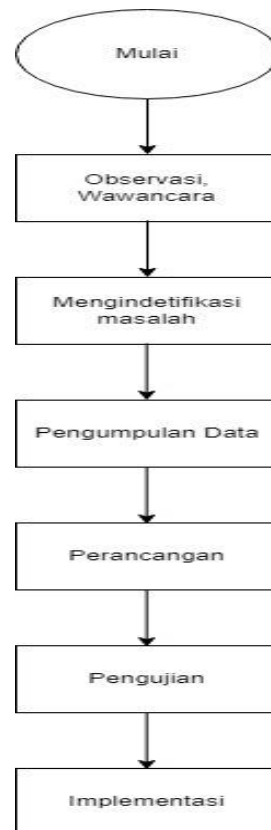 Mulai
Observasi,
Wawancara
Mengindetifikasi
masalah
Pengumpulan Data
Perancangan
Pengujian
Implementasi